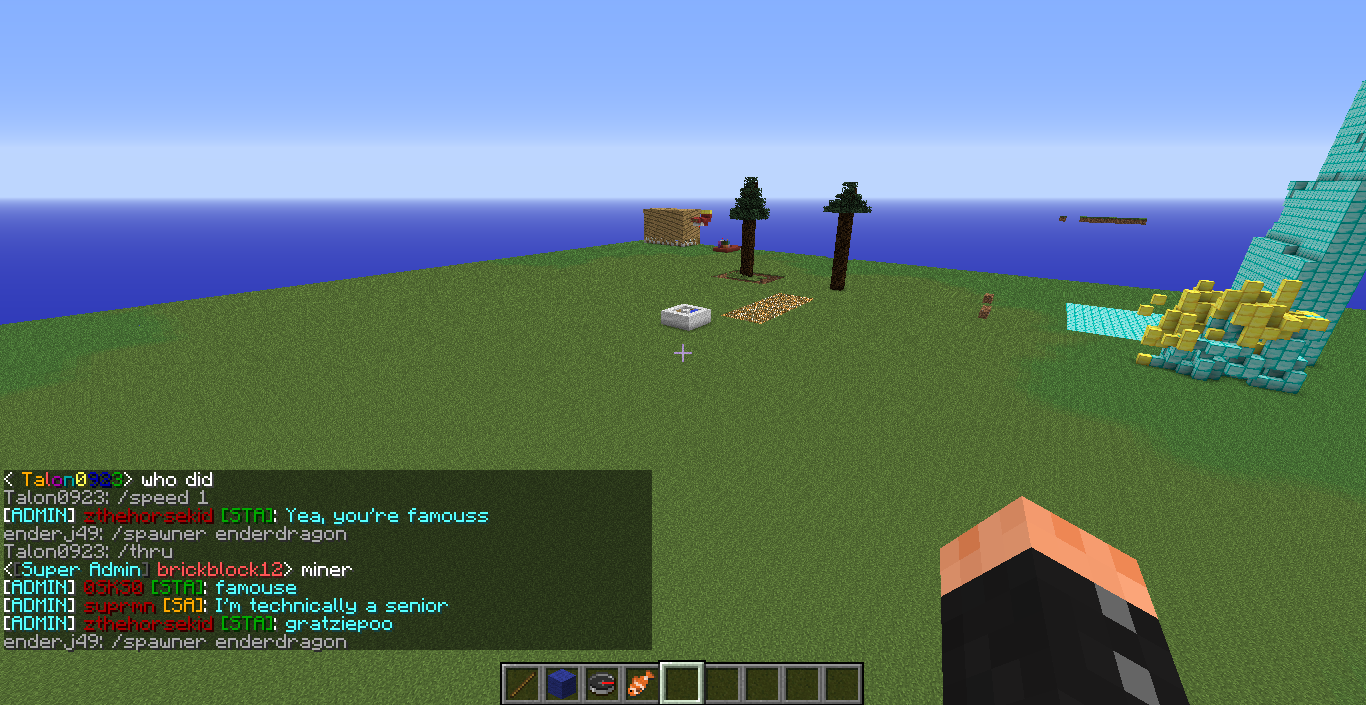 < Talon0923> who did
Talon0923: /speed 1
[ADMIN] zthehorsekid [STA]: Yea, you're famouss
enderj49: /spawner enderdragon
Talon0923: /thru
<[Super Admin] brickblock12> miner
[ADMIN] 05K50 [STA]: famouse
[ADMIN] suprmn [SA]: I'm technically a senior
[ADMIN] zthehorsekid [STA]: gratziepoo
enderj49: /spawner enderdragon